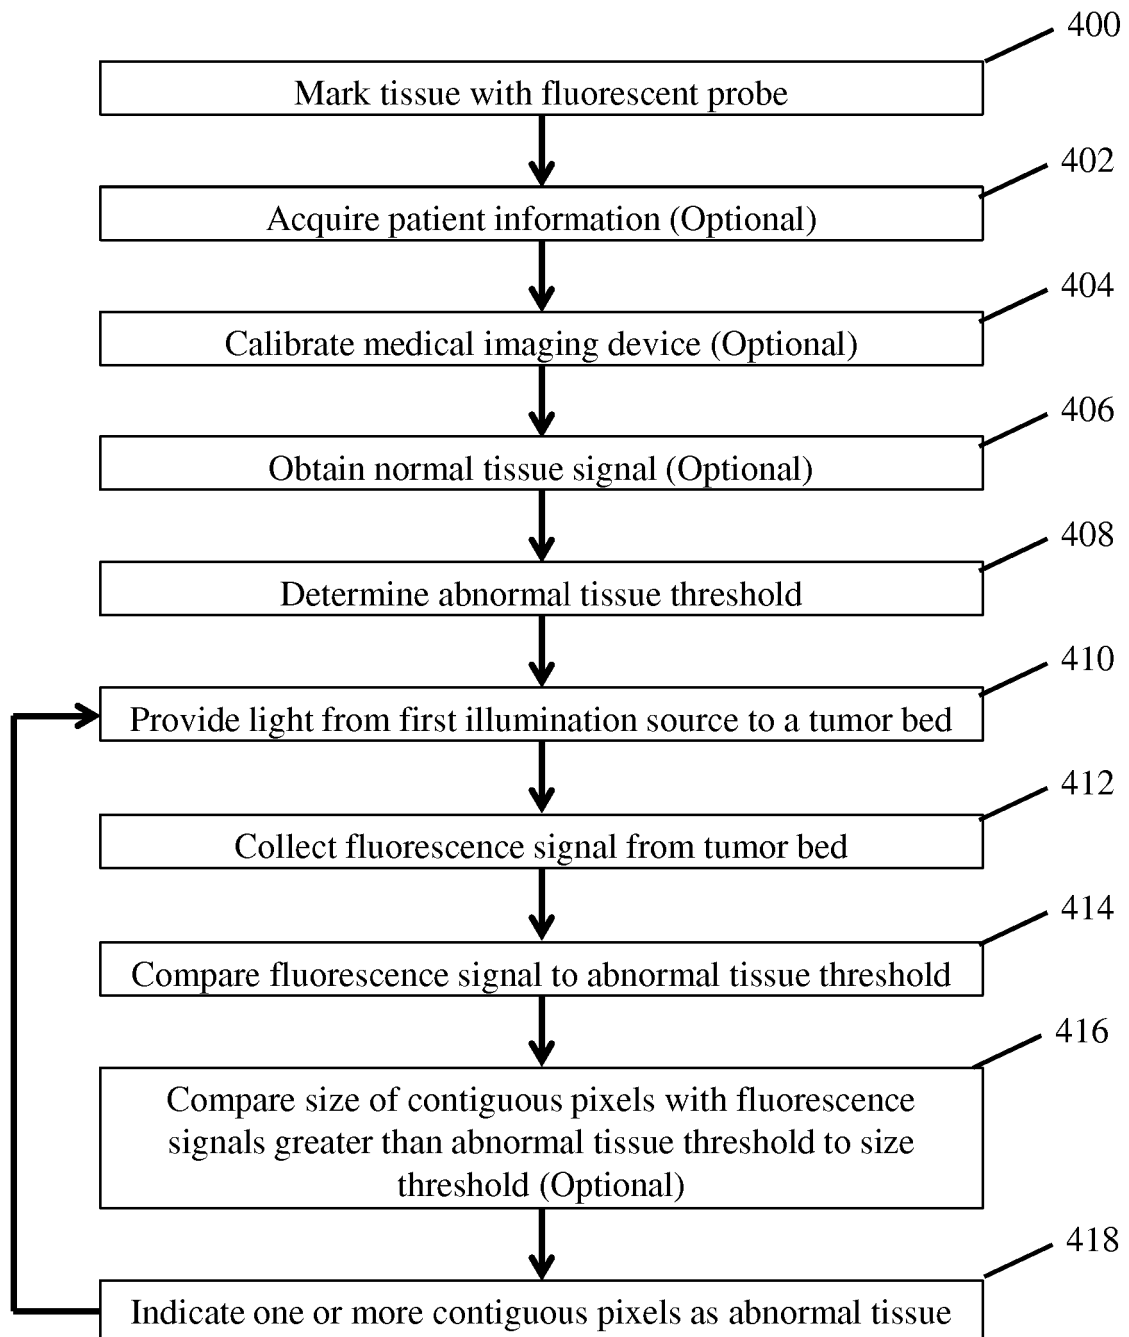 400
Mark tissue with fluorescent probe
402
Acquire patient information (Optional)
404
Calibrate medical imaging device (Optional)
406
Obtain normal tissue signal (Optional)
408
Determine abnormal tissue threshold
410
Provide light from first illumination source to a tumor bed
412
Collect fluorescence signal from tumor bed
414
Compare fluorescence signal to abnormal tissue threshold
416
Compare size of contiguous pixels with fluorescence
signals greater than abnormal tissue threshold to size
threshold (Optional)
418
Indicate one or more contiguous pixels as abnormal tissue